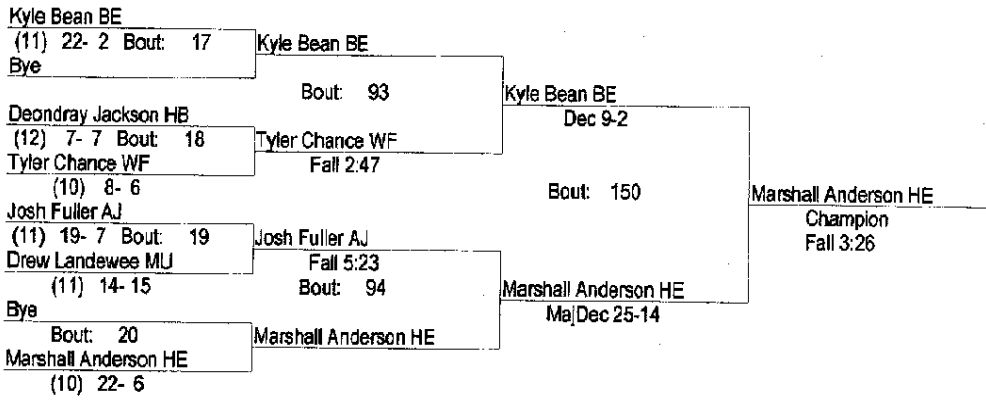 Kyle Bean BE
(11) 22- 2 Bout: 17
Bye
Kyle Bean BE
Bout: 93
Deondray Jackson HB
(12) 7- 7 Bout: 18
Tyler Chance WF
(10) 8- 6
Tyler Chance WF
Fall 2:47
Kyle Bean BE
Dec 9-2
Josh Fuller AJ
(11) 19- 7 Bout: 19
Drew Landewee MU
(11) 14- 15
Josh Fuller AJ
Fall 5:23
Bout: 94
Bye
Bout: 20
Marshall Anderson HE
(10) 22- 6
Marshall Anderson HE
Marshall Anderson HE
Maj Dec 25-14
Bout: 150
Marshall Anderson HE
Champion
Fall 3:26